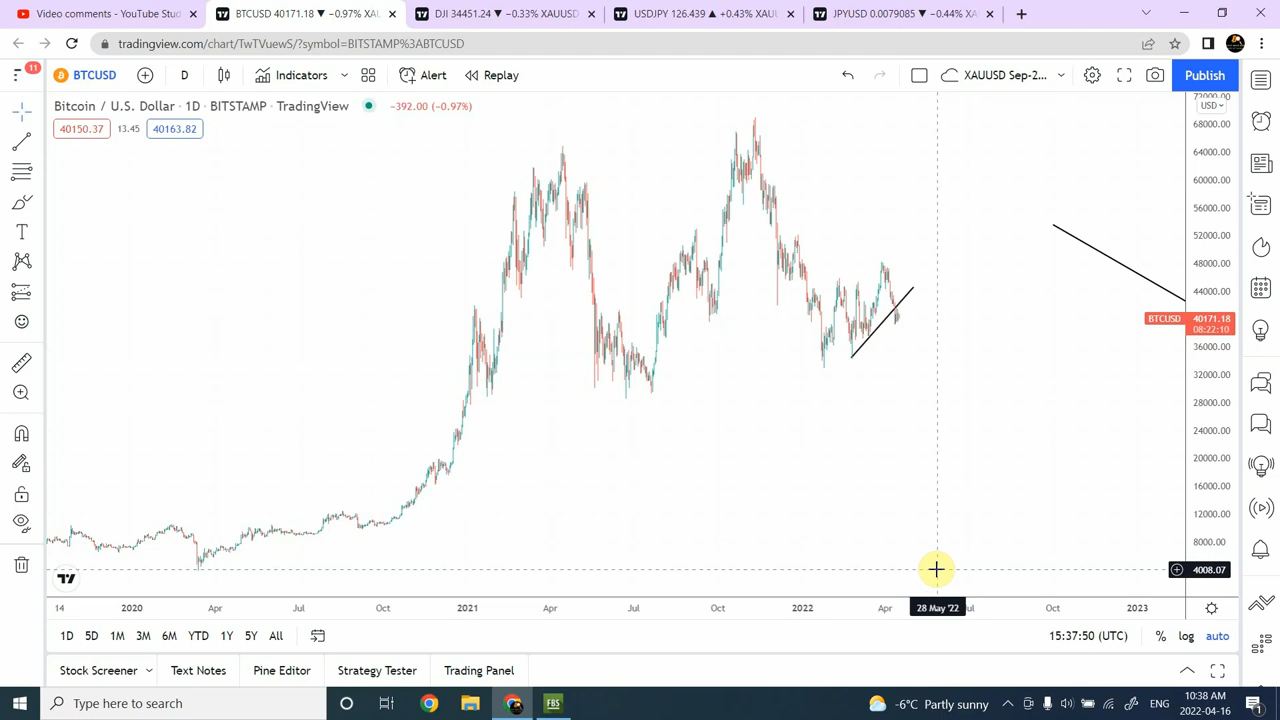 Video comments - YouTube Studi
BTCUSD 40171.18 ▼ −0.97% XAU
DJI 34451.24 ▼ −0.33% XAUUSD
USDJPY 126.439 ▲ +0.43% XAU
JPYUSD 0.0079085 ▼ −0.44% X
tradingview.com/chart/TwTVuewS/?symbol=BITSTAMP%3ABTCUSD
11
BTCUSD D Indicators Alert Replay XAUUSD Sep-2... Publish
Bitcoin / U.S. Dollar · 1D · BITSTAMP · TradingView −392.00 (−0.97%)
40150.37 13.45 40163.82
72000.00
USD
68000.00
64000.00
60000.00
56000.00
52000.00
48000.00
44000.00
BTCUSD 40171.18
08:22:10
36000.00
32000.00
28000.00
24000.00
20000.00
16000.00
12000.00
8000.00
4008.07
14 2020 Apr Jul Oct 2021 Apr Jul Oct 2022 Apr 28 May '22 Jul Oct 2023
1D 5D 1M 3M 6M YTD 1Y 5Y All 15:37:50 (UTC) % log auto
Stock Screener Text Notes Pine Editor Strategy Tester Trading Panel
Type here to search FBS -6°C Partly sunny ENG 10:38 AM
2022-04-16
1